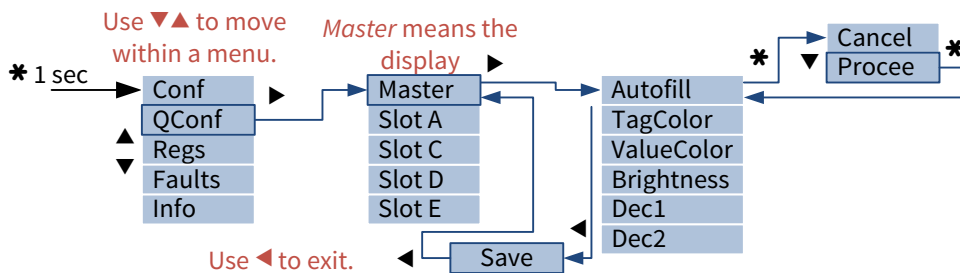 Use ▼▲ to move
within a menu.
Master means the
display
* 1 sec
Conf
QConf
Regs
Faults
Info
Master
Slot A
Slot C
Slot D
Slot E
Autofill
TagColor
ValueColor
Brightness
Dec1
Dec2
*
Cancel
Procee
*
Save
Use ◀ to exit.